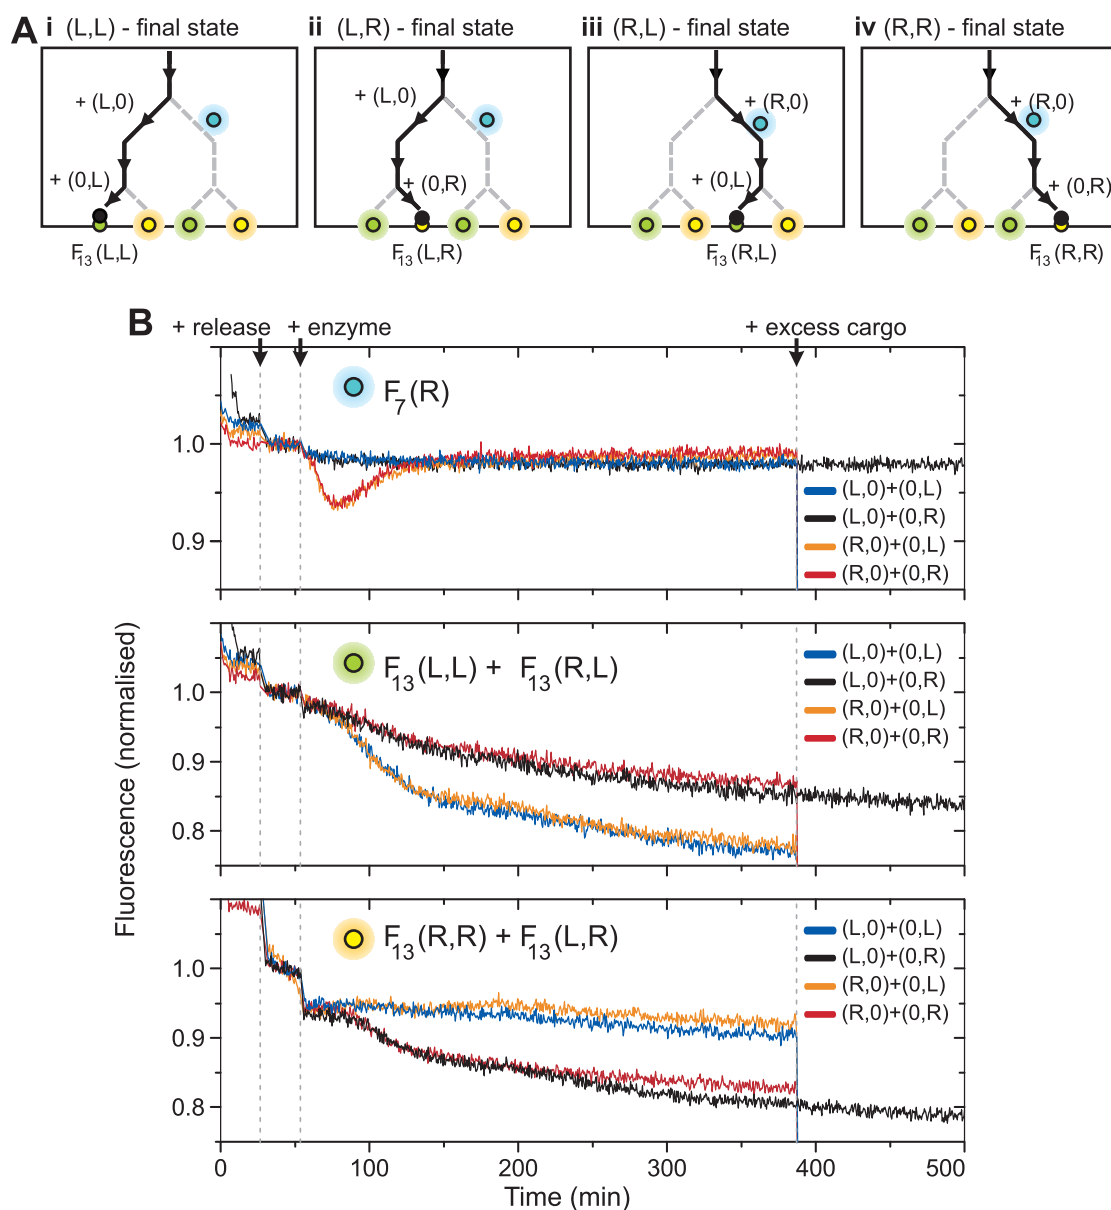 A i (L,L) - final state ii (L,R) - final state iii (R,L) - final state iv (R,R) - final state
+ (L,0) + (L,0) + (R,0) + (R,0)
+ (0,L) + (0,R) + (0,L) + (0,R)
F13(L,L) F13(L,R) F13(R,L) F13(R,R)
B + release + enzyme + excess cargo
F7(R)
1.0
0.9
(L,0)+(0,L)
(L,0)+(0,R)
(R,0)+(0,L)
(R,0)+(0,R)
Fluorescence (normalised)
F13(L,L) + F13(R,L)
1.0
0.9
0.8
(L,0)+(0,L)
(L,0)+(0,R)
(R,0)+(0,L)
(R,0)+(0,R)
F13(R,R) + F13(L,R)
1.0
0.9
0.8
(L,0)+(0,L)
(L,0)+(0,R)
(R,0)+(0,L)
(R,0)+(0,R)
0 100 200 300 400 500
Time (min)